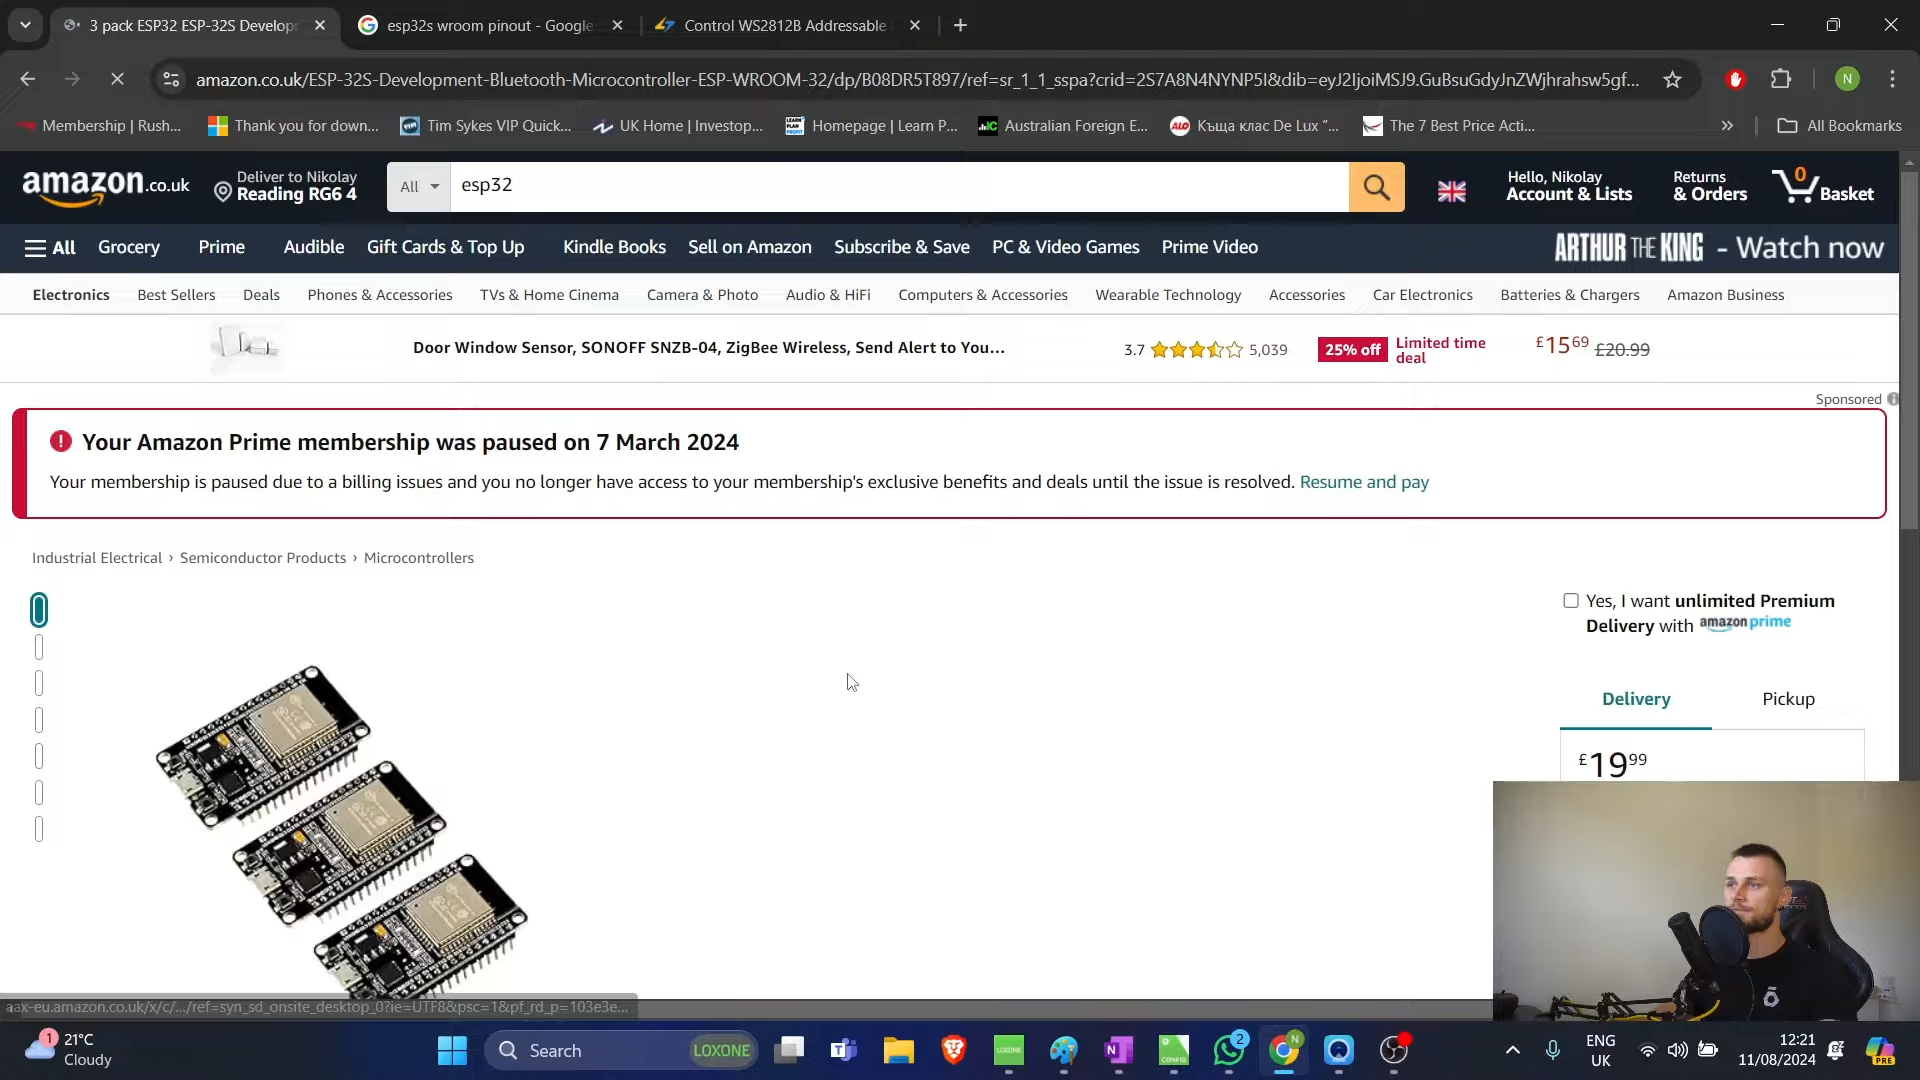 3 pack ESP32 ESP-32S Develop
esp32s wroom pinout - Google
Control WS2812B Addressable
amazon.co.uk/ESP-32S-Development-Bluetooth-Microcontroller-ESP-WROOM-32/dp/B08DR5T897/ref=sr_1_1_sspa?crid=2S7A8N4NYNP5I&dib=eyJ2IjoiMSJ9.GuBsuGdyJnZWjhrahsw5gf...
N
Membership | Rush...
Thank you for down...
Tim Sykes VIP Quick...
UK Home | Investop...
Homepage | Learn P...
Australian Foreign E...
Къща клас De Lux “...
The 7 Best Price Acti...
All Bookmarks
amazon.co.uk
Deliver to Nikolay
Reading RG6 4
All
esp32
Hello, Nikolay
Account & Lists
Returns
& Orders
0
Basket
All
Grocery
Prime
Audible
Gift Cards & Top Up
Kindle Books
Sell on Amazon
Subscribe & Save
PC & Video Games
Prime Video
ARTHUR THE KING - Watch now
Electronics
Best Sellers
Deals
Phones & Accessories
TVs & Home Cinema
Camera & Photo
Audio & HiFi
Computers & Accessories
Wearable Technology
Accessories
Car Electronics
Batteries & Chargers
Amazon Business
Door Window Sensor, SONOFF SNZB-04, ZigBee Wireless, Send Alert to You...
3.7
5,039
25% off
Limited time
deal
£15.69
£20.99
Sponsored
Your Amazon Prime membership was paused on 7 March 2024
Your membership is paused due to a billing issues and you no longer have access to your membership's exclusive benefits and deals until the issue is resolved. Resume and pay
Industrial Electrical › Semiconductor Products › Microcontrollers
Yes, I want unlimited Premium
Delivery with amazon prime
Delivery
Pickup
£19.99
aax-eu.amazon.co.uk/x/c/.../ref=syn_sd_onsite_desktop_0?ie=UTF8&psc=1&pf_rd_p=103e3e...
1
21°C
Cloudy
Search
LOXONE
LOXONE
CONFIG
2
N
ENG
UK
12:21
11/08/2024
PRE